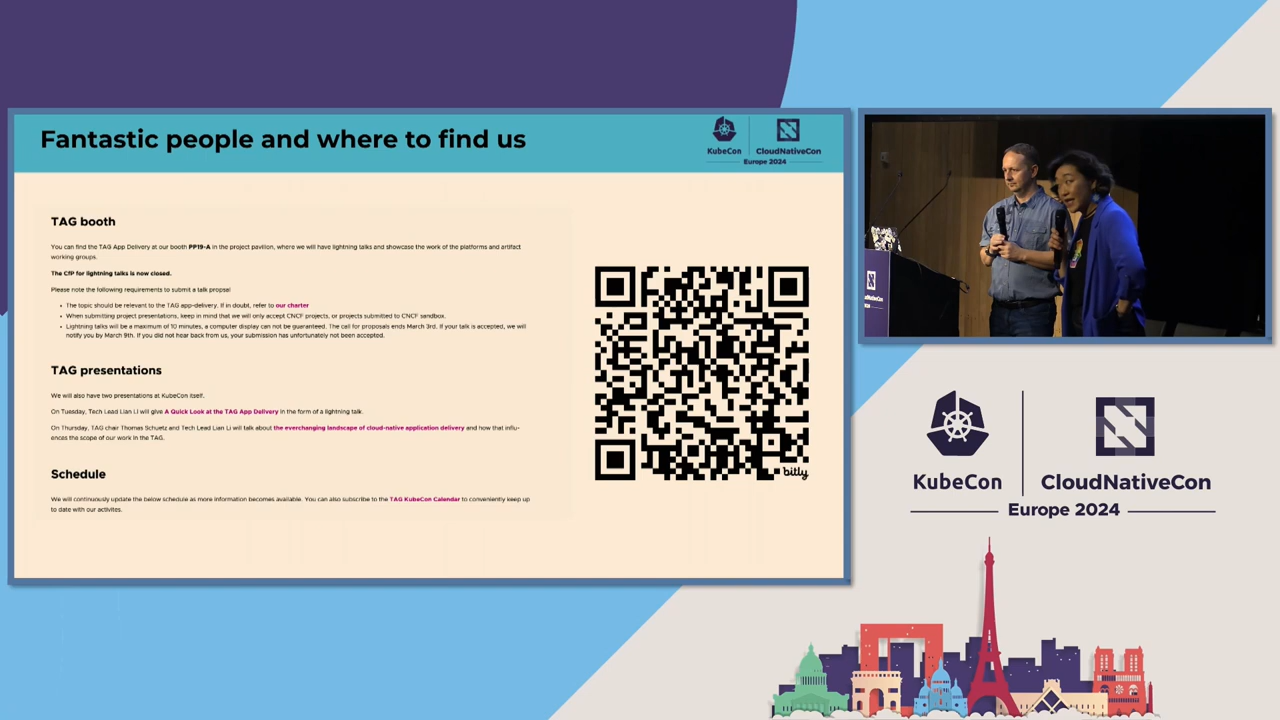 Fantastic people and where to find us
KubeCon
CloudNativeCon
Europe 2024
TAG booth
You can find the TAG App Delivery at our booth PP19-A in the project pavilion, where we will have lightning talks and showcase the work of the platforms and artifact
working groups.
The CfP for lightning talks is now closed.
Please note the following requirements to submit a talk proposal
• The topic should be relevant to the TAG app-delivery. If in doubt, refer to our charter
• When submitting project presentations, keep in mind that we will only accept CNCF projects, or projects submitted to CNCF sandbox.
• Lightning talks will be a maximum of 10 minutes, a computer display can not be guaranteed. The call for proposals ends March 3rd. If your talk is accepted, we will
notify you by March 9th. If you did not hear back from us, your submission has unfortunately not been accepted.
TAG presentations
We will also have two presentations at KubeCon itself.
On Tuesday, Tech Lead Lian Li will give A Quick Look at the TAG App Delivery in the form of a lightning talk.
On Thursday, TAG chair Thomas Schuetz and Tech Lead Lian Li will talk about the everchanging landscape of cloud-native application delivery and how that influ-
ences the scope of our work in the TAG.
Schedule
We will continuously update the below schedule as more information becomes available. You can also subscribe to the TAG KubeCon Calendar to conveniently keep up
to date with our activites.
bitly
KubeCon
CloudNativeCon
Europe 2024